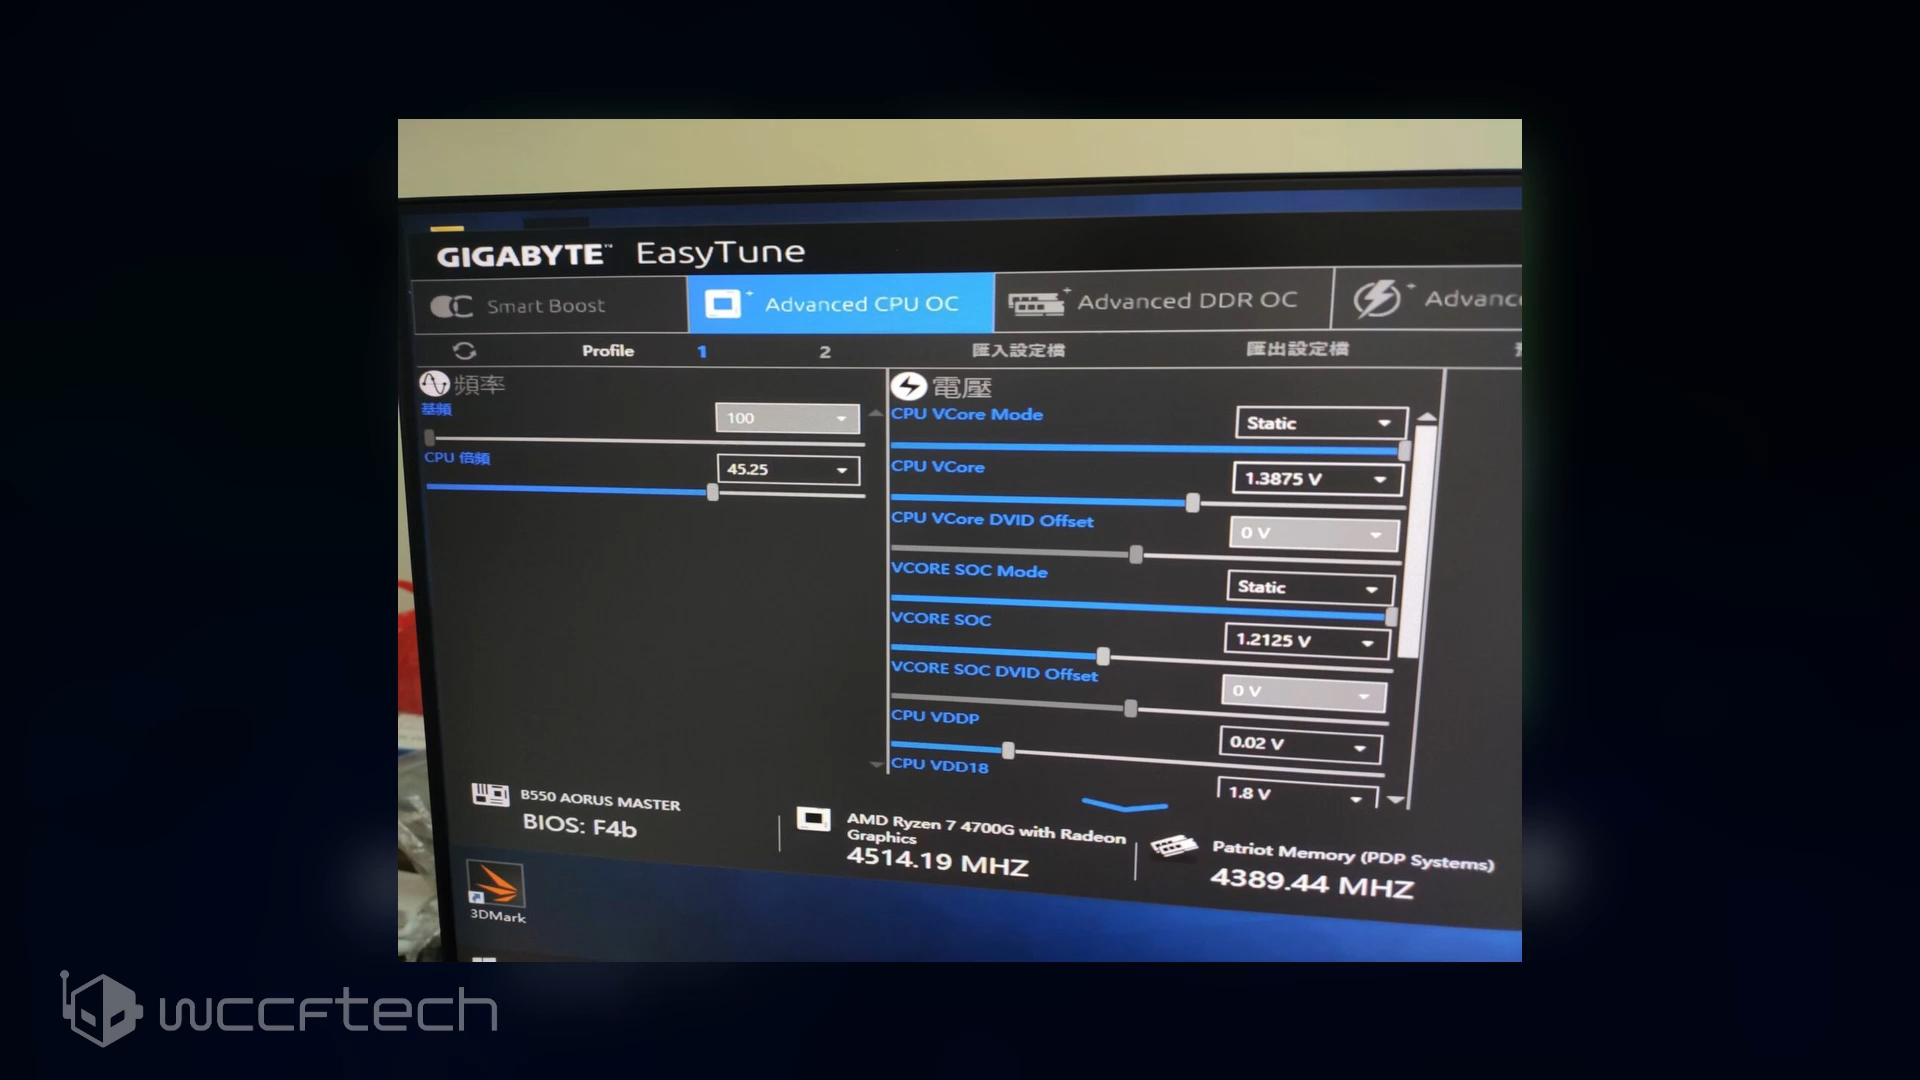 GIGABYTE™ EasyTune
Smart Boost
Advanced CPU OC
Advanced DDR OC
Profile 1 2 匯入設定檔 匯出設定檔
頻率
基頻 100
CPU 倍頻 45.25
電壓
CPU VCore Mode Static
CPU VCore 1.3875 V
CPU VCore DVID Offset 0 V
VCORE SOC Mode Static
VCORE SOC 1.2125 V
VCORE SOC DVID Offset 0 V
CPU VDDP 0.02 V
CPU VDD18 1.8 V
B550 AORUS MASTER
BIOS: F4b
AMD Ryzen 7 4700G with Radeon
Graphics
4514.19 MHZ
Patriot Memory (PDP Systems)
4389.44 MHZ
3DMark
wccftech